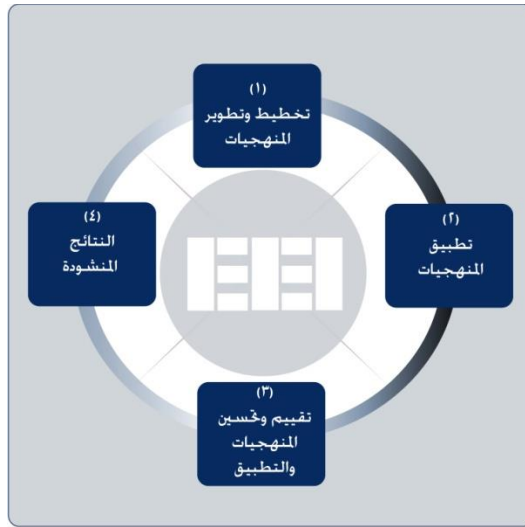 (١)
تخطيط وتطوير
المنهجيات
(٢)
تطبيق
المنهجيات
(٣)
تقييم وتحسين
المنهجيات
والتطبيق
(٤)
النتائج
المنشودة